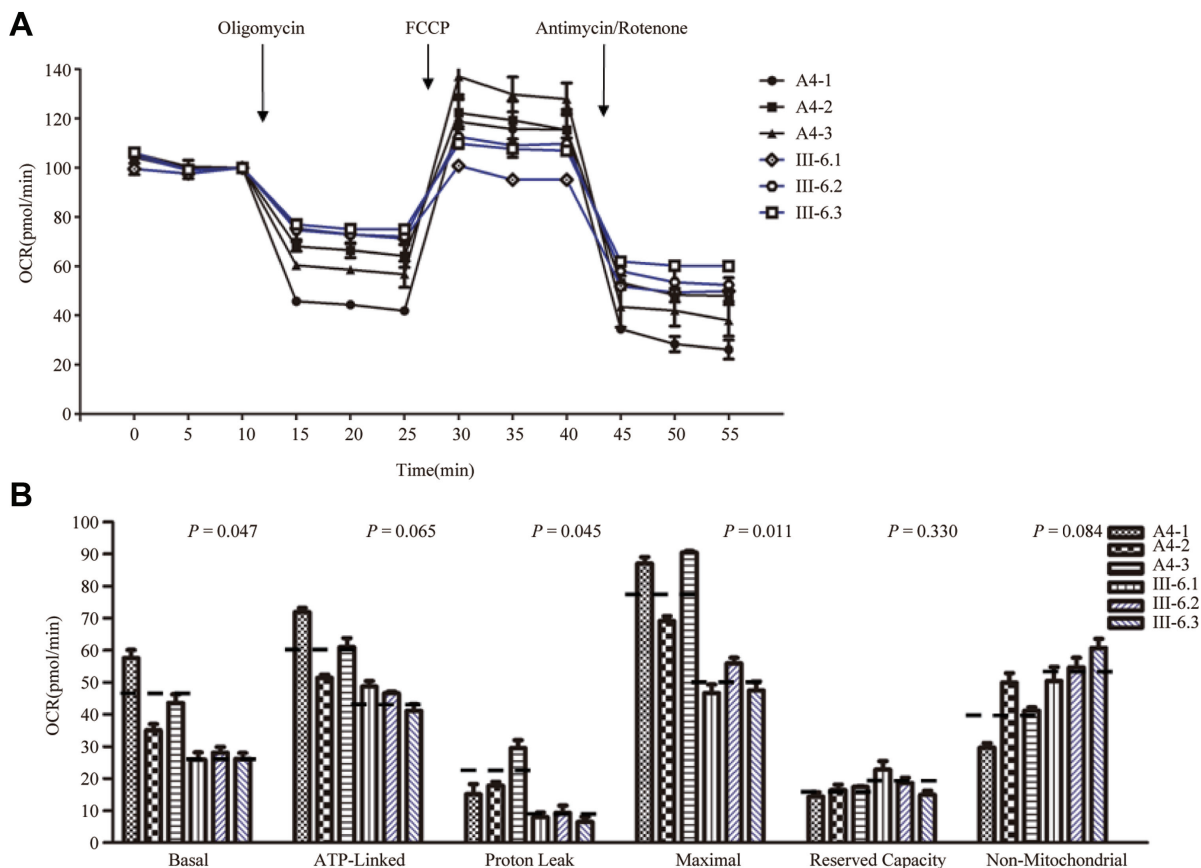 A
Oligomycin FCCP Antimycin/Rotenone
140
120
100
80
60
40
20
0
OCR(pmol/min)
0 5 10 15 20 25 30 35 40 45 50 55
Time(min)
A4-1
A4-2
A4-3
III-6.1
III-6.2
III-6.3
B
100
90
80
70
60
50
40
30
20
10
0
OCR(pmol/min)
P = 0.047 P = 0.065 P = 0.045 P = 0.011 P = 0.330 P = 0.084
A4-1
A4-2
A4-3
III-6.1
III-6.2
III-6.3
Basal ATP-Linked Proton Leak Maximal Reserved Capacity Non-Mitochondrial